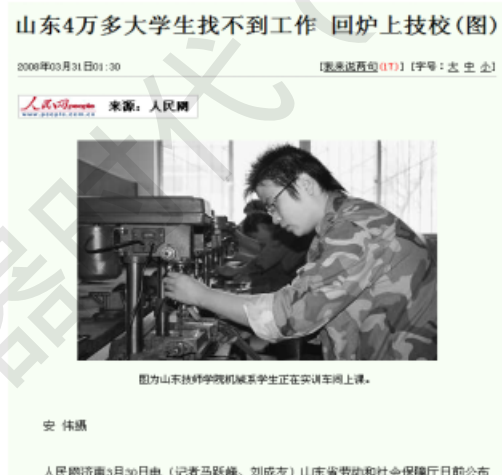 山东4万多大学生找不到工作 回炉上技校(图)
2008年03月31日01:30 [我来说两句(17)] [字号：大 中 小]
人民网 people 来源：人民网
www.people.com.cn
图为山东技师学院机械系学生正在实训车间上课。
安 伟摄
人民网济南3月30日电 (记者马跃峰、刘成友) 山东省劳动和社会保障厅日前公布